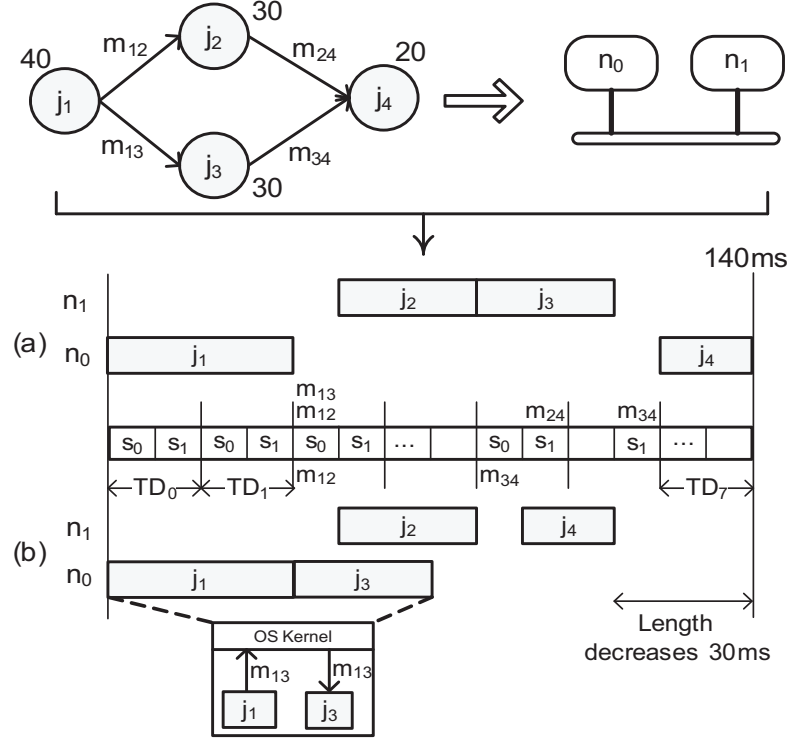 30
40
20
m12
j2
m24
n0
n1
j1
j4
m13
j3
m34
30
140ms
n1
j2
j3
(a)
n0
j1
j4
m13
m12
m24
m34
s0 s1 s0 s1 s0 s1 ... s0 s1 s1 ...
TD0 TD1 m12 m34 TD7
n1
j2
j4
(b)
n0
j1
j3
OS Kernel
Length
decreases 30ms
m13
m13
j1
j3